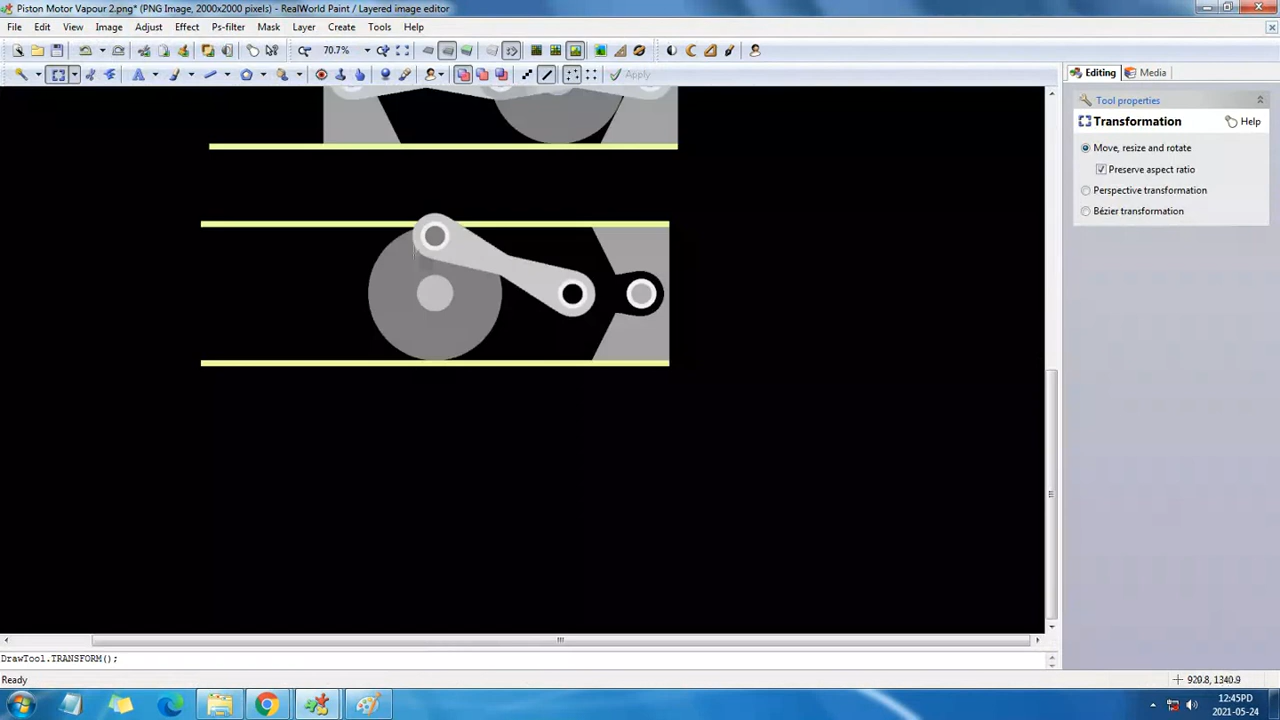 Piston Motor Vapour 2.png* (PNG Image, 2000x2000 pixels) - RealWorld Paint / Layered image editor
File Edit View Image Adjust Effect Ps-filter Mask Layer Create Tools Help
70.7%
Apply
Editing Media
Tool properties
Transformation Help
Move, resize and rotate
Preserve aspect ratio
Perspective transformation
Bézier transformation
DrawTool.TRANSFORM();
Ready 920.8, 1340.9
12:45PD
2021-05-24